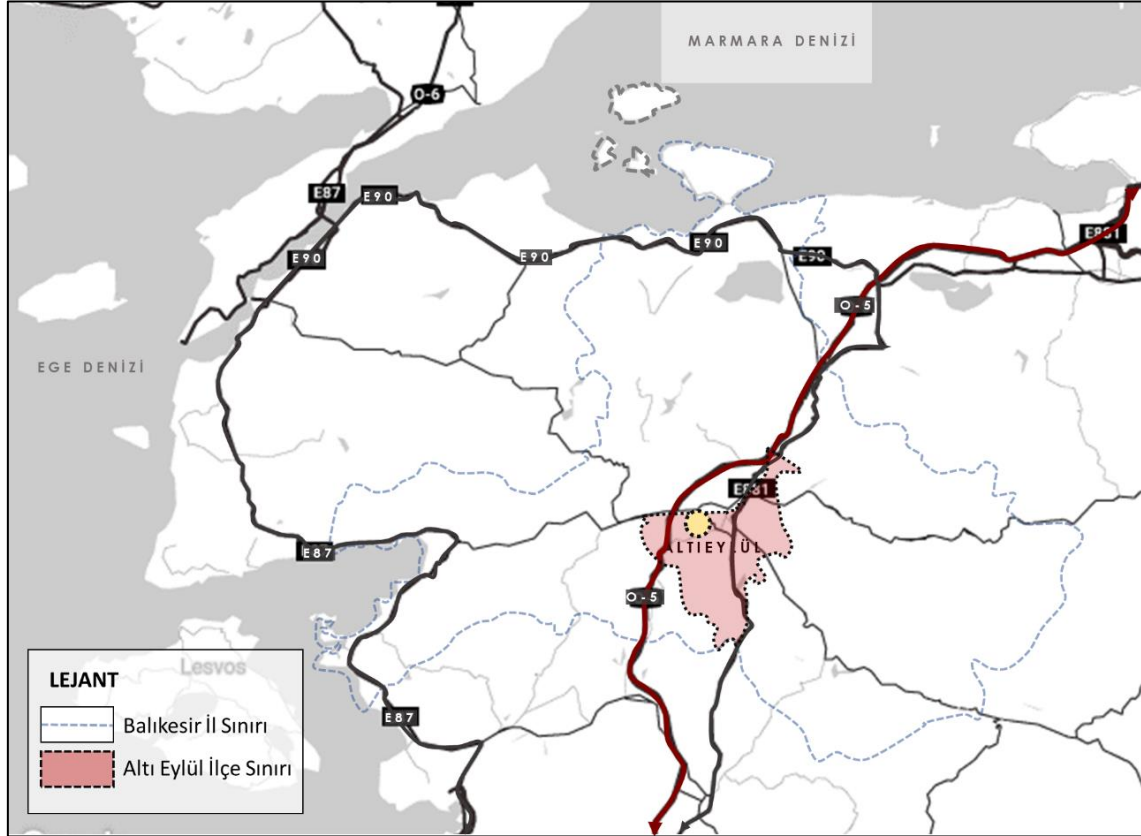 MARMARA DENİZİ
O-6
E87
E90
E90
E90
E90
E90
E881
O-5
EGE DENİZİ
E881
ALTIEYLÜL
E87
O-5
Lesvos
E87
LEJANT
Balıkesir İl Sınırı
Altı Eylül İlçe Sınırı